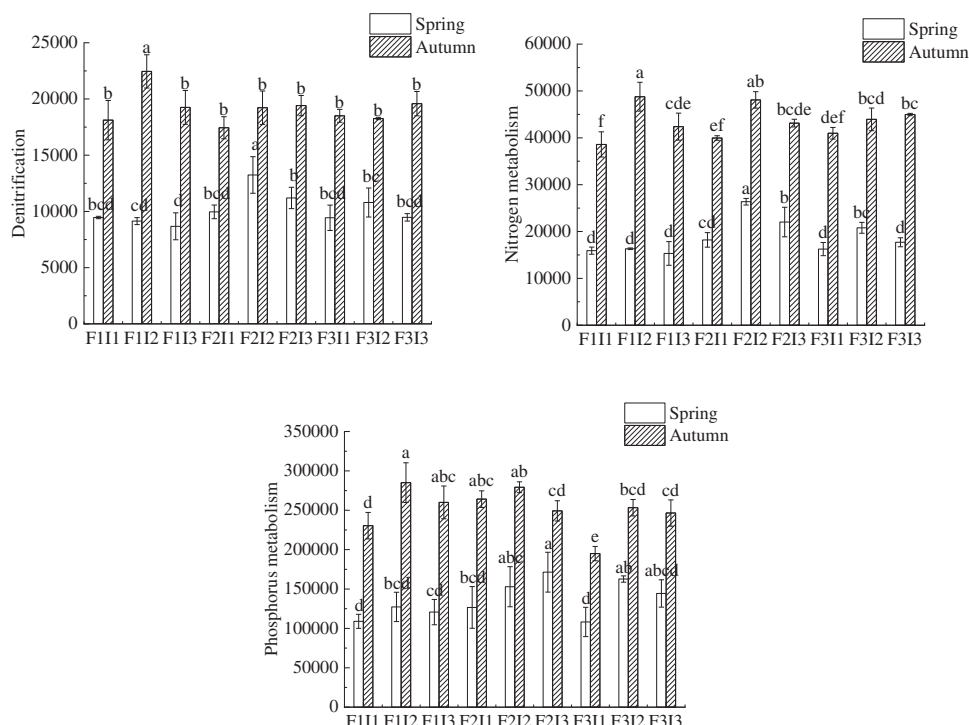 Spring
Autumn
Denitrification
25000
20000
15000
10000
5000
0
a
b b b b b b b b
a
bcd cd d bcd bc bcd bc bcd
F1I1 F1I2 F1I3 F2I1 F2I2 F2I3 F3I1 F3I2 F3I3
Spring
Autumn
Nitrogen metabolism
60000
50000
40000
30000
20000
10000
0
f a cde ef ab bcde def bcd bc
d d d cd a b d bc d
F1I1 F1I2 F1I3 F2I1 F2I2 F2I3 F3I1 F3I2 F3I3
Spring
Autumn
Phosphorus metabolism
350000
300000
250000
200000
150000
100000
50000
0
d a abc abc ab cd e bcd cd
d bcd cd bcd abc a d ab abcd
F1I1 F1I2 F1I3 F2I1 F2I2 F2I3 F3I1 F3I2 F3I3